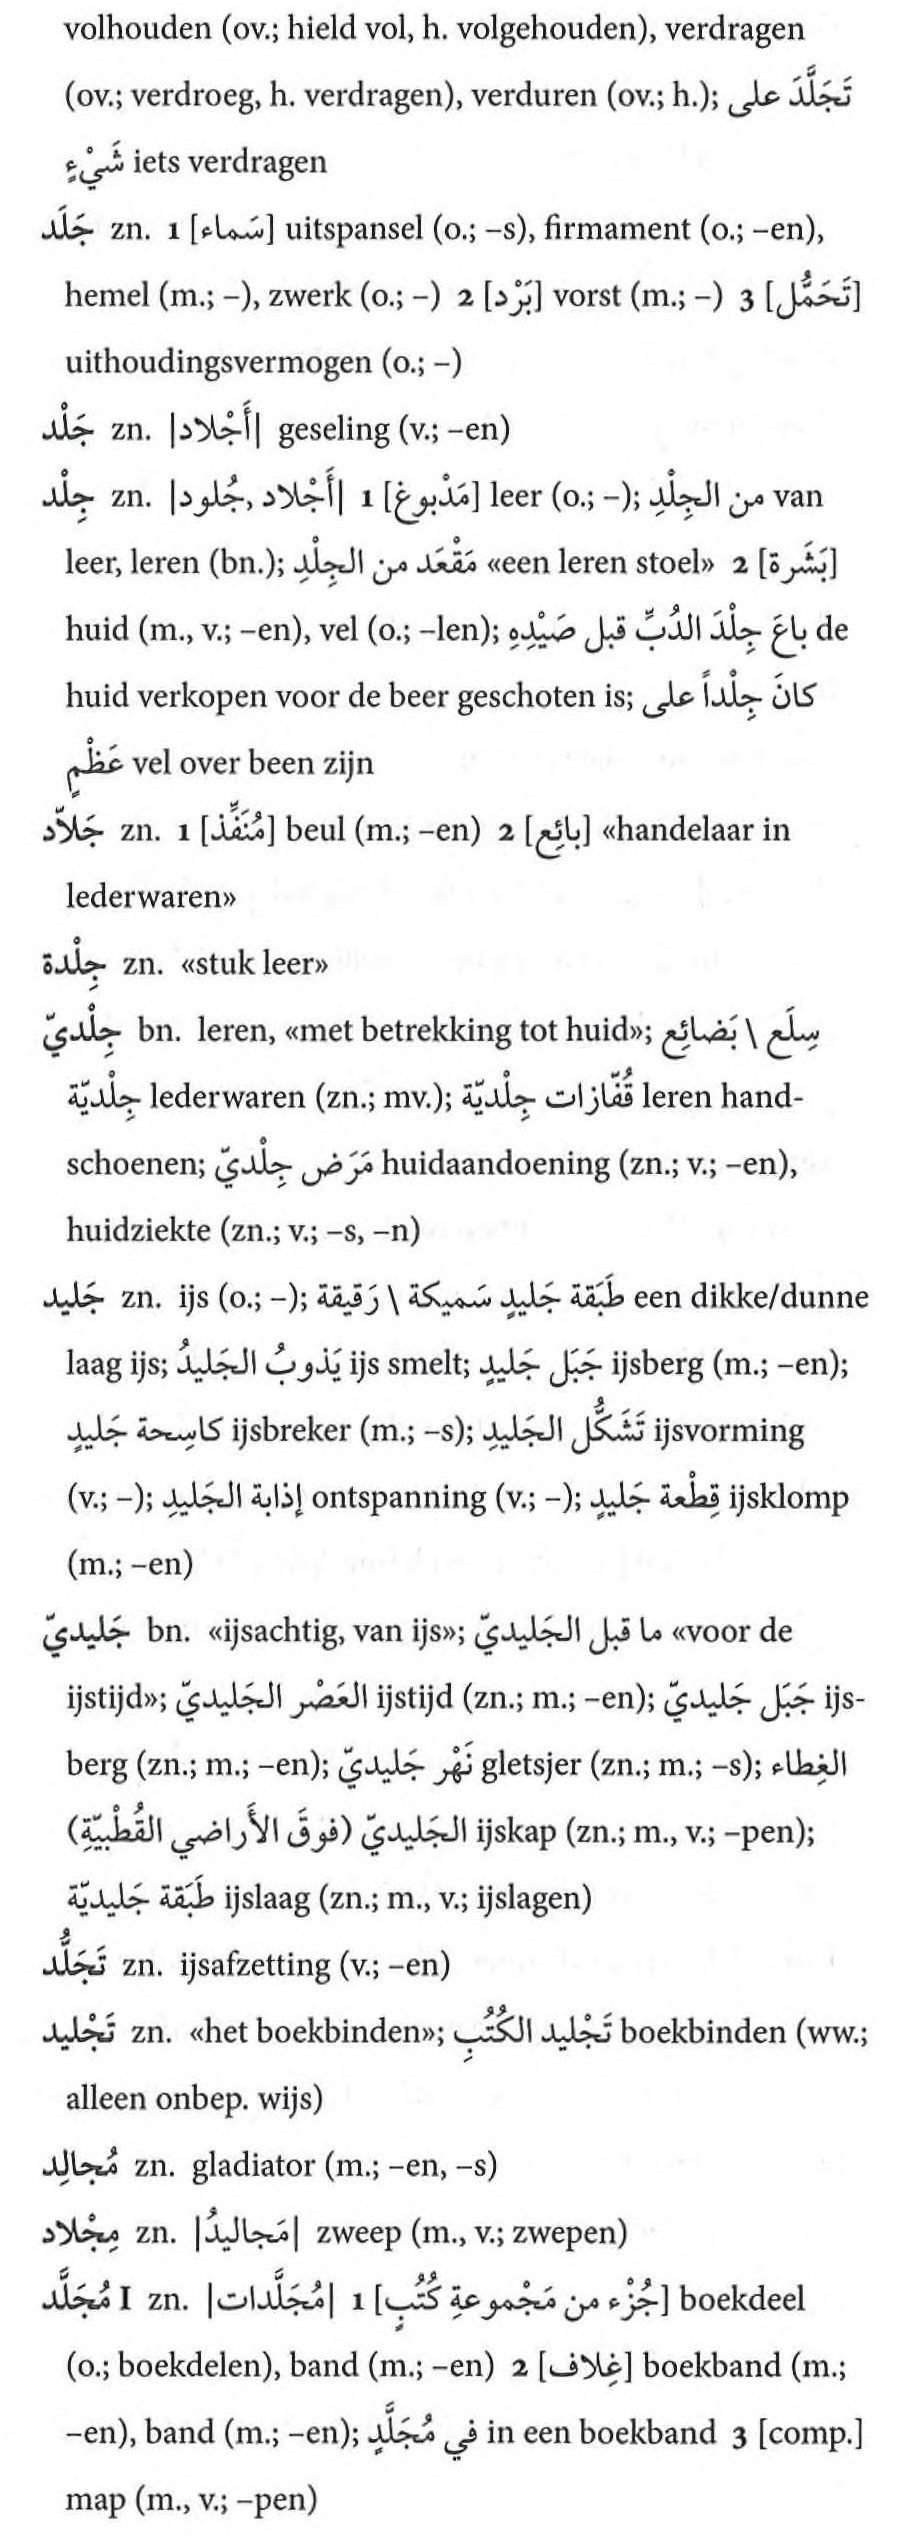 volhouden (ov.; hield vol, h. volgehouden), verdragen
(ov.; verdroeg, h. verdragen), verduren (ov.; h.); تَجَلَّدَ على
شَيْءٍ iets verdragen
جَلَد zn. 1 [سَماء] uitspansel (o.; –s), firmament (o.; –en),
hemel (m.; –), zwerk (o.; –) 2 [بَرْد] vorst (m.; –) 3 [تَحَمُّل]
uithoudingsvermogen (o.; –)
جَلْد zn. |أَجْلاد| geseling (v.; –en)
جِلْد zn. |أَجْلاد, جُلود| 1 [مَدْبوغ] leer (o.; –); من الجِلْدِ van
leer, leren (bn.); مَقْعَد من الجِلْدِ «een leren stoel» 2 [بَشَرة]
huid (m., v.; –en), vel (o.; –len); باعَ جِلْدَ الدُبِّ قبل صَيْدِهِ de
huid verkopen voor de beer geschoten is; كانَ جِلْداً على
عَظْمٍ vel over been zijn
جَلاّد zn. 1 [مُنَفِّذ] beul (m.; –en) 2 [بائِع] «handelaar in
lederwaren»
جِلْدة zn. «stuk leer»
جِلْديّ bn. leren, «met betrekking tot huid»; سِلَع \ بَضائِع
جِلْديّة lederwaren (zn.; mv.); قُفّازات جِلْديّة leren hand-
schoenen; مَرَض جِلْديّ huidaandoening (zn.; v.; –en),
huidziekte (zn.; v.; –s, –n)
جَليد zn. ijs (o.; –); طَبَقة جَليدٍ سَميكة \ رَقيقة een dikke/dunne
laag ijs; يَذوبُ الجَليدُ ijs smelt; جَبَل جَليدٍ ijsberg (m.; –en);
كاسِحة جَليدٍ ijsbreker (m.; –s); تَشَكُّل الجَليدِ ijsvorming
(v.; –); إذابة الجَليدِ ontspanning (v.; –); قِطْعة جَليدٍ ijsklomp
(m.; –en)
جَليديّ bn. «ijsachtig, van ijs»; ما قبل الجَليديّ «voor de
ijstijd»; العَصْر الجَليديّ ijstijd (zn.; m.; –en); جَبَل جَليديّ ijs-
berg (zn.; m.; –en); نَهْر جَليديّ gletsjer (zn.; m.; –s); الغِطاء
الجَليديّ (فوقَ الأَراضي القُطْبيّةِ) ijskap (zn.; m., v.; –pen);
طَبَقة جَليديّة ijslaag (zn.; m., v.; ijslagen)
تَجَلُّد zn. ijsafzetting (v.; –en)
تَجْليد zn. «het boekbinden»; تَجْليد الكُتُبِ boekbinden (ww.;
alleen onbep. wijs)
مُجالِد zn. gladiator (m.; –en, –s)
مِجْلاد zn. |مَجاليدُ| zweep (m., v.; zwepen)
مُجَلَّد I zn. |مُجَلَّدات| 1 [جُزْء من مَجْموعةِ كُتُبٍ] boekdeel
(o.; boekdelen), band (m.; –en) 2 [غِلاف] boekband (m.;
–en), band (m.; –en); في مُجَلَّدٍ in een boekband 3 [comp.]
map (m., v.; –pen)